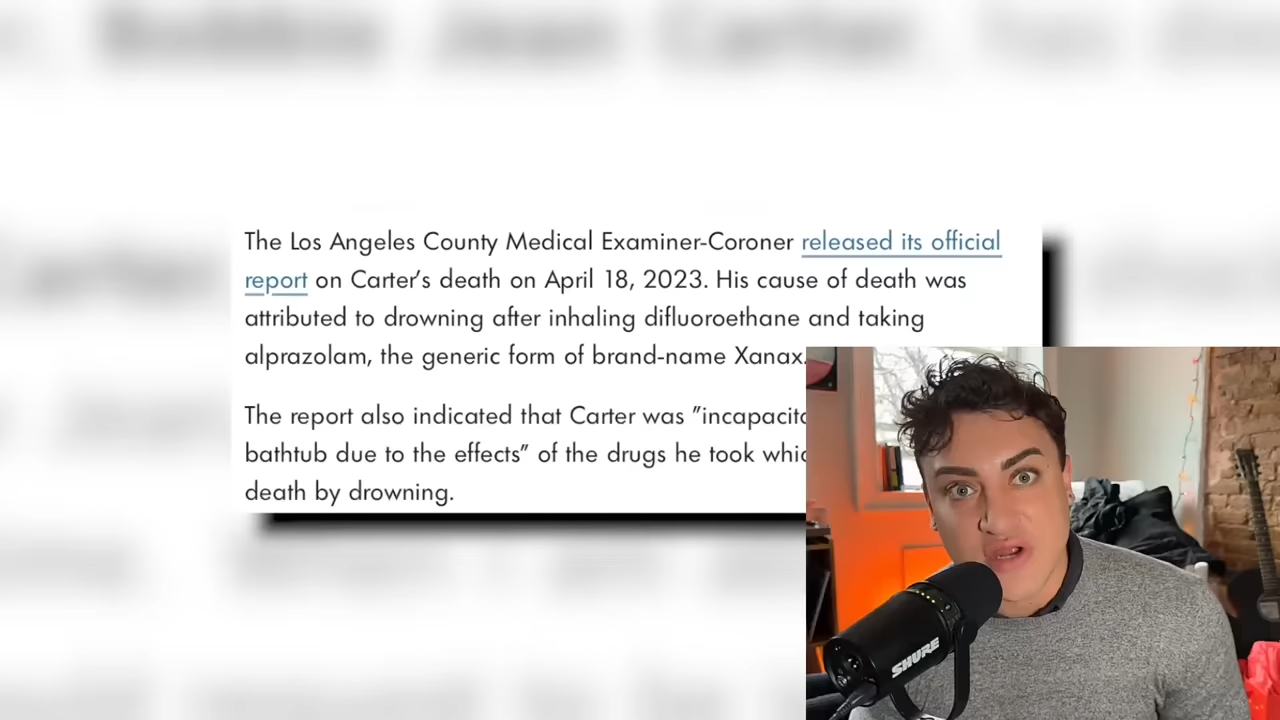 The Los Angeles County Medical Examiner-Coroner released its official
report on Carter's death on April 18, 2023. His cause of death was
attributed to drowning after inhaling difluoroethane and taking
alprazolam, the generic form of brand-name Xanax.
The report also indicated that Carter was "incapacita
bathtub due to the effects" of the drugs he took whic
death by drowning.
SHURE